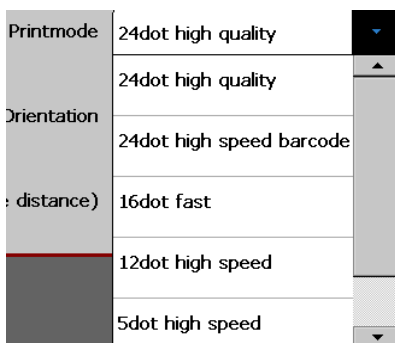 Printmode 24dot high quality
24dot high quality
Orientation
24dot high speed barcode
distance) 16dot fast
12dot high speed
5dot high speed